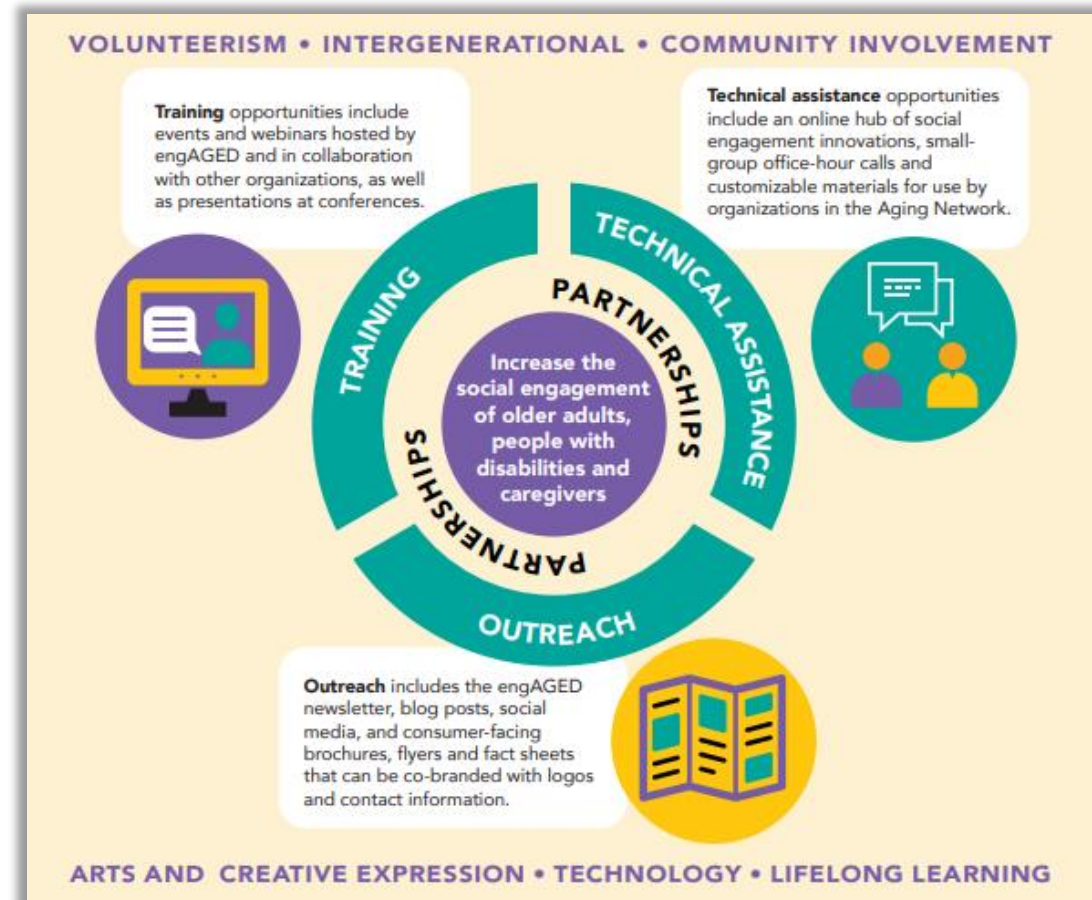 VOLUNTEERISM • INTERGENERATIONAL • COMMUNITY INVOLVEMENT
Training opportunities include
events and webinars hosted by
engAGED and in collaboration
with other organizations, as well
as presentations at conferences.
Technical assistance opportunities
include an online hub of social
engagement innovations, small-
group office-hour calls and
customizable materials for use by
organizations in the Aging Network.
TRAINING
TECHNICAL ASSISTANCE
PARTNERSHIPS
Increase the
social engagement
of older adults,
people with
disabilities and
caregivers
PARTNERSHIPS
OUTREACH
Outreach includes the engAGED
newsletter, blog posts, social
media, and consumer-facing
brochures, flyers and fact sheets
that can be co-branded with logos
and contact information.
ARTS AND CREATIVE EXPRESSION • TECHNOLOGY • LIFELONG LEARNING